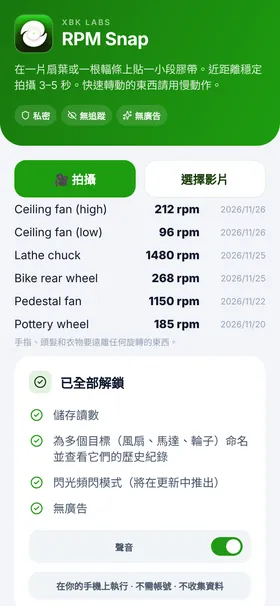 XBK LABS
RPM Snap
在一片扇葉或一根輻條上貼一小段膠帶。近距離穩定
拍攝 3–5 秒。快速轉動的東西請用慢動作。
私密
無追蹤
無廣告
拍攝
選擇影片
Ceiling fan (high) 212 rpm 2026/11/26
Ceiling fan (low) 96 rpm 2026/11/26
Lathe chuck 1480 rpm 2026/11/25
Bike rear wheel 268 rpm 2026/11/25
Pedestal fan 1150 rpm 2026/11/22
Pottery wheel 185 rpm 2026/11/20
手指、頭髮和衣物要遠離任何旋轉的東西。
已全部解鎖
儲存讀數
為多個目標（風扇、馬達、輪子）命名
並查看它們的歷史紀錄
閃光頻閃模式（將在更新中推出）
無廣告
聲音
在你的手機上執行 · 不需帳號 · 不收集資料